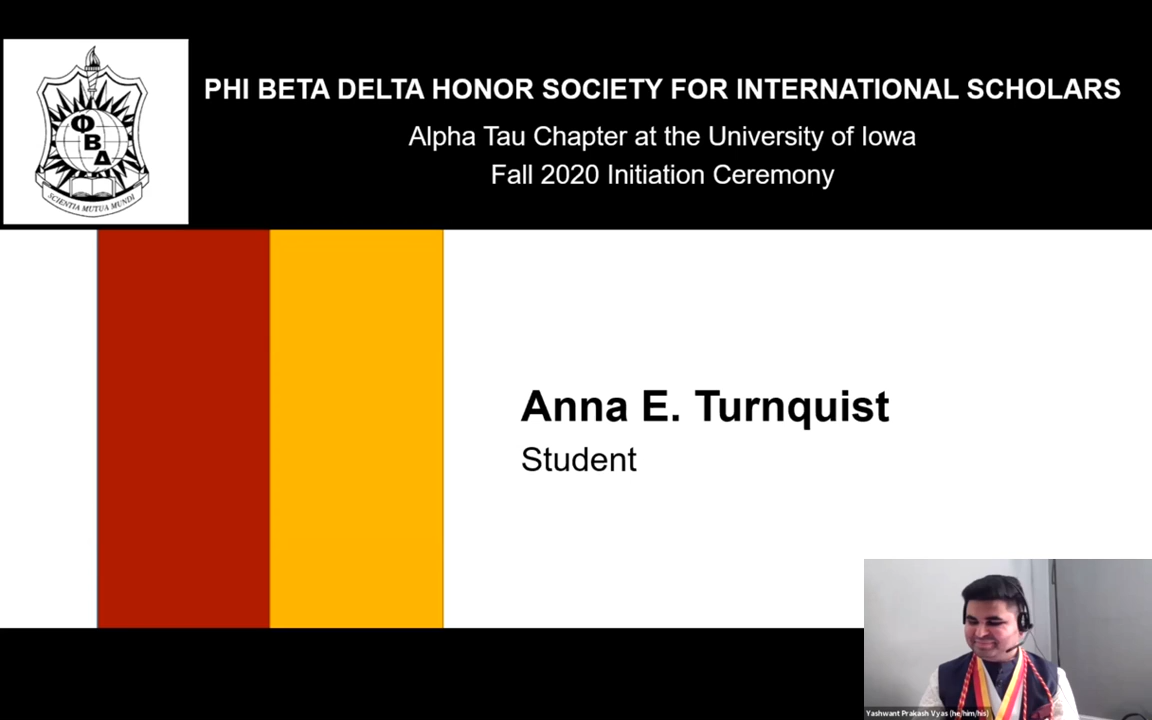 PHI BETA DELTA HONOR SOCIETY FOR INTERNATIONAL SCHOLARS
Alpha Tau Chapter at the University of Iowa
Fall 2020 Initiation Ceremony
Φ
Β
Δ
SCIENTIA MUTUA MUNDI
Anna E. Turnquist
Student
Yashwant Prakash Vyas (he/him/his)